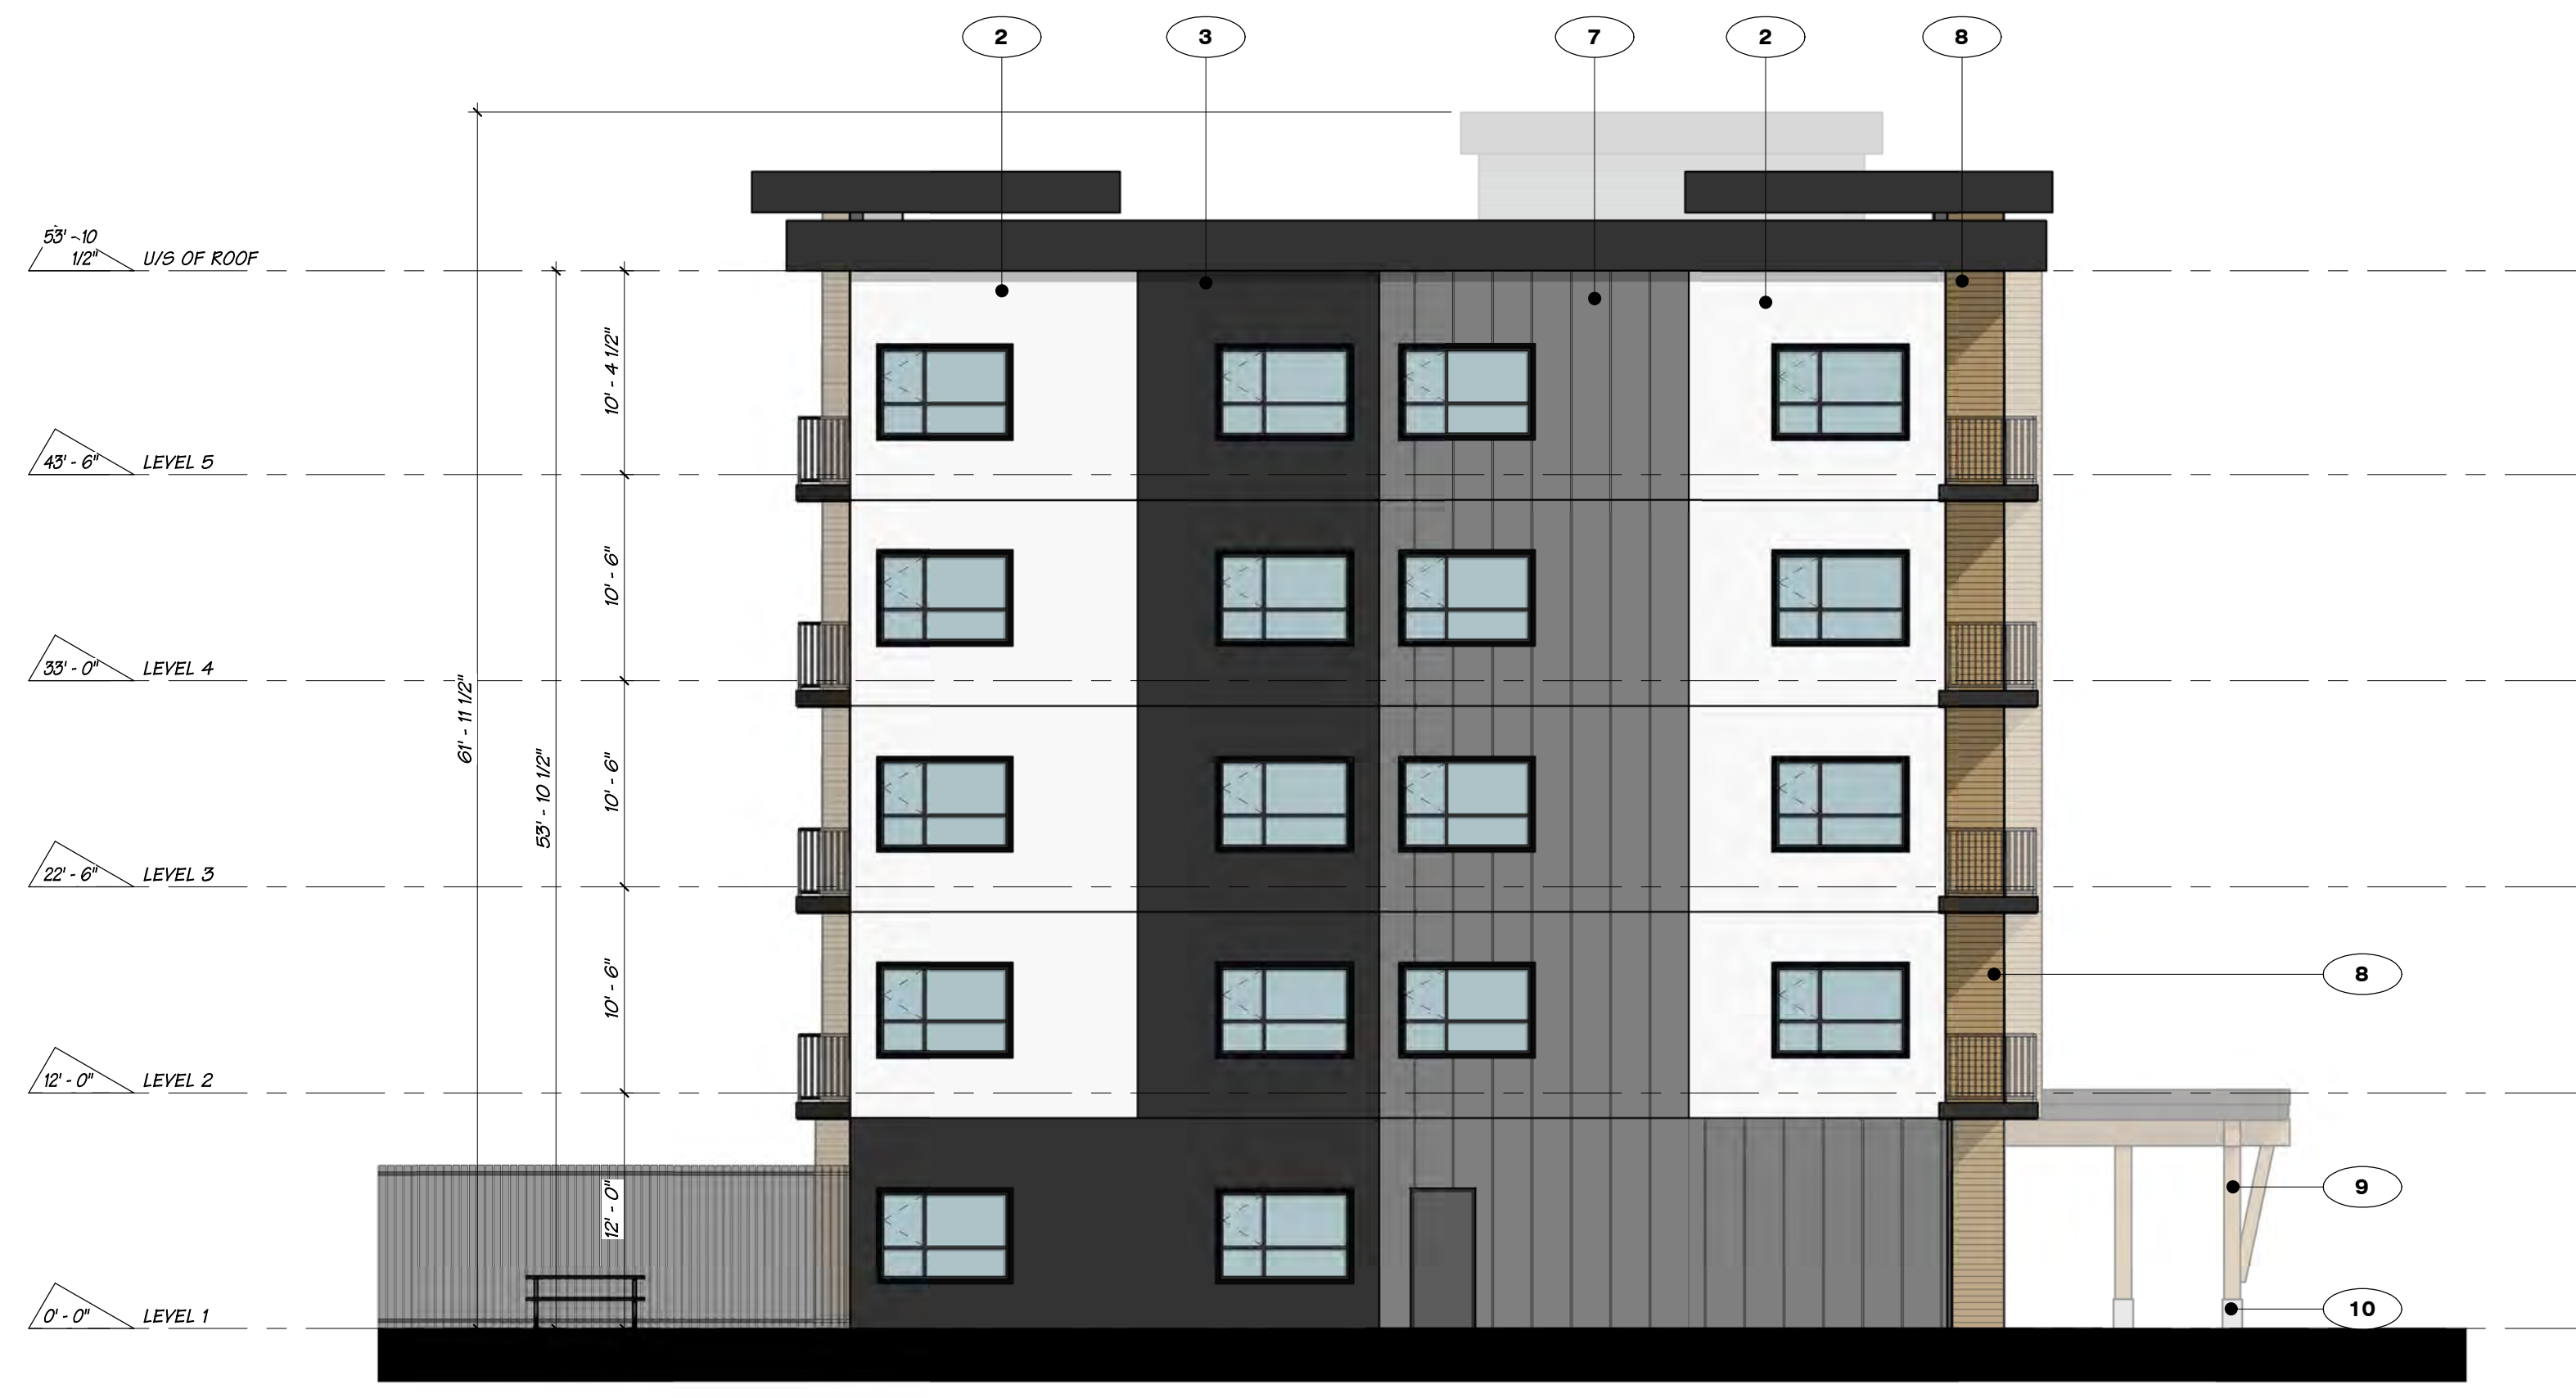 2
3
7
2
8
53' - 10
1/2"
U/S OF ROOF
10' - 4 1/2"
43' - 6"
LEVEL 5
10' - 6"
33' - 0"
LEVEL 4
61' - 11 1/2"
53' - 10 1/2"
10' - 6"
22' - 6"
LEVEL 3
10' - 6"
8
12' - 0"
LEVEL 2
9
12' - 0"
0' - 0"
LEVEL 1
10